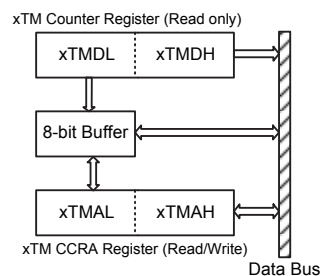 xTM Counter Register (Read only)
xTMDL xTMDH
8-bit Buffer
xTMAL xTMAH
xTM CCRA Register (Read/Write)
Data Bus